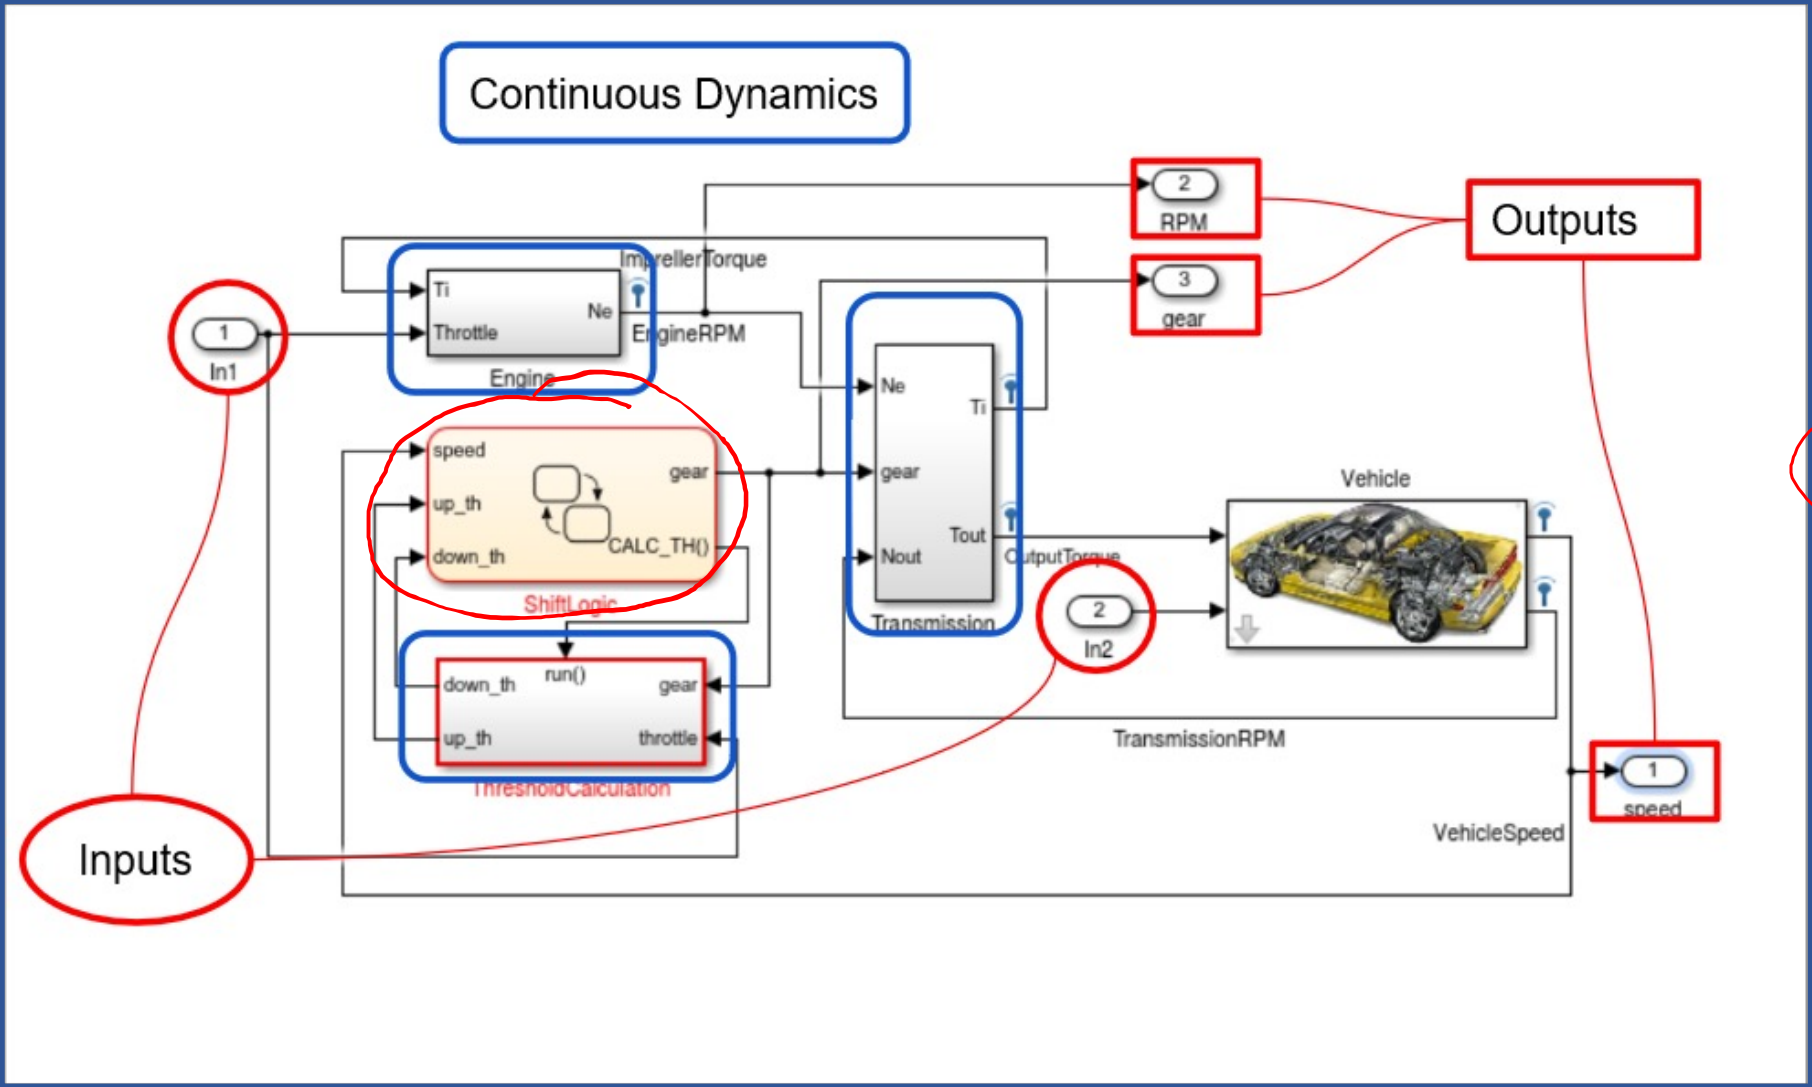 Continuous Dynamics
2
RPM
Outputs
ImprellerTorque
3
gear
Ti
Ne
Throttle
EngineRPM
Engine
1
In1
Ne
Ti
gear
Tout
Nout
OutputTorque
Transmission
speed
gear
up_th
CALC_TH()
down_th
ShiftLogic
Vehicle
2
In2
run()
down_th
gear
up_th
throttle
ThresholdCalculation
TransmissionRPM
1
speed
VehicleSpeed
Inputs